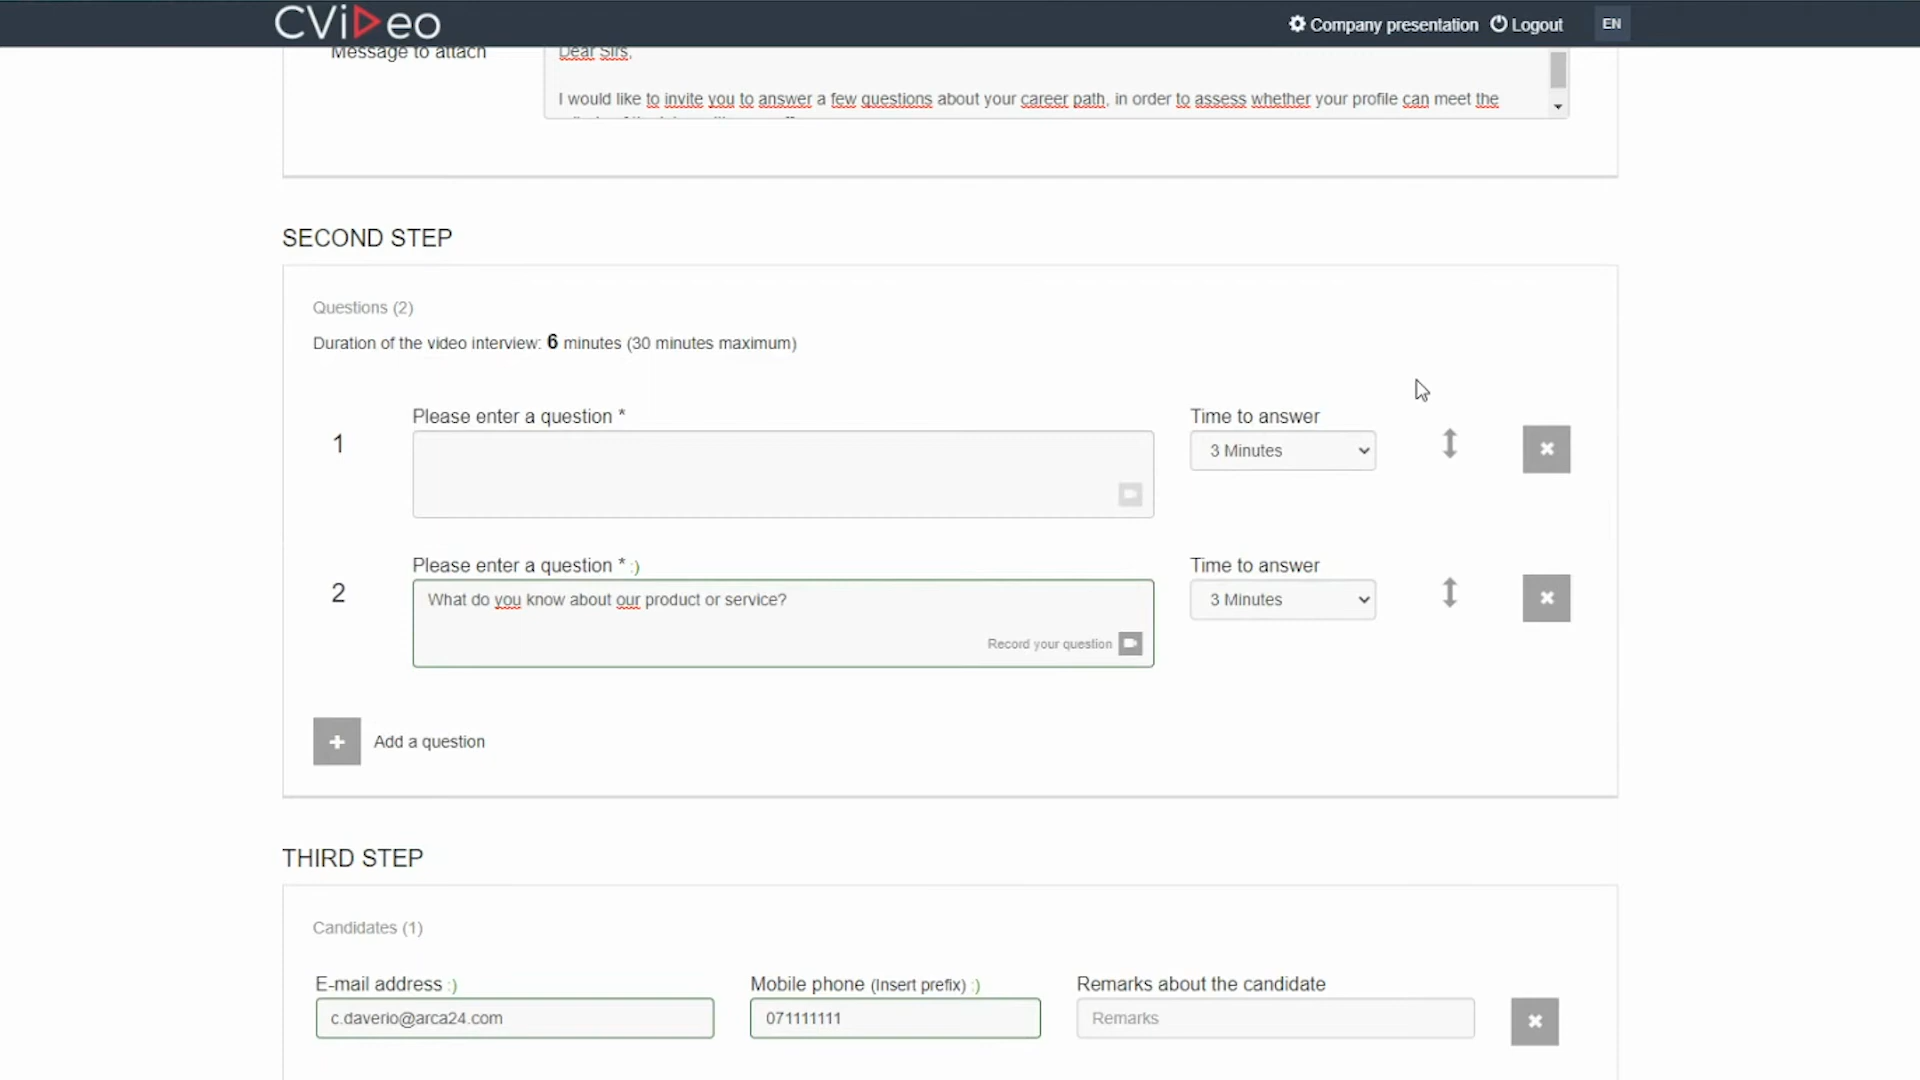 CVideo
Company presentation
Logout
EN
Message to attach
Dear Sirs,
I would like to invite you to answer a few questions about your career path, in order to assess whether your profile can meet the
SECOND STEP
Questions (2)
Duration of the video interview: 6 minutes (30 minutes maximum)
1
Please enter a question *
Time to answer
3 Minutes
2
Please enter a question * :)
What do you know about our product or service?
Record your question
Time to answer
3 Minutes
Add a question
THIRD STEP
Candidates (1)
E-mail address :)
c.daverio@arca24.com
Mobile phone (Insert prefix) :)
071111111
Remarks about the candidate
Remarks